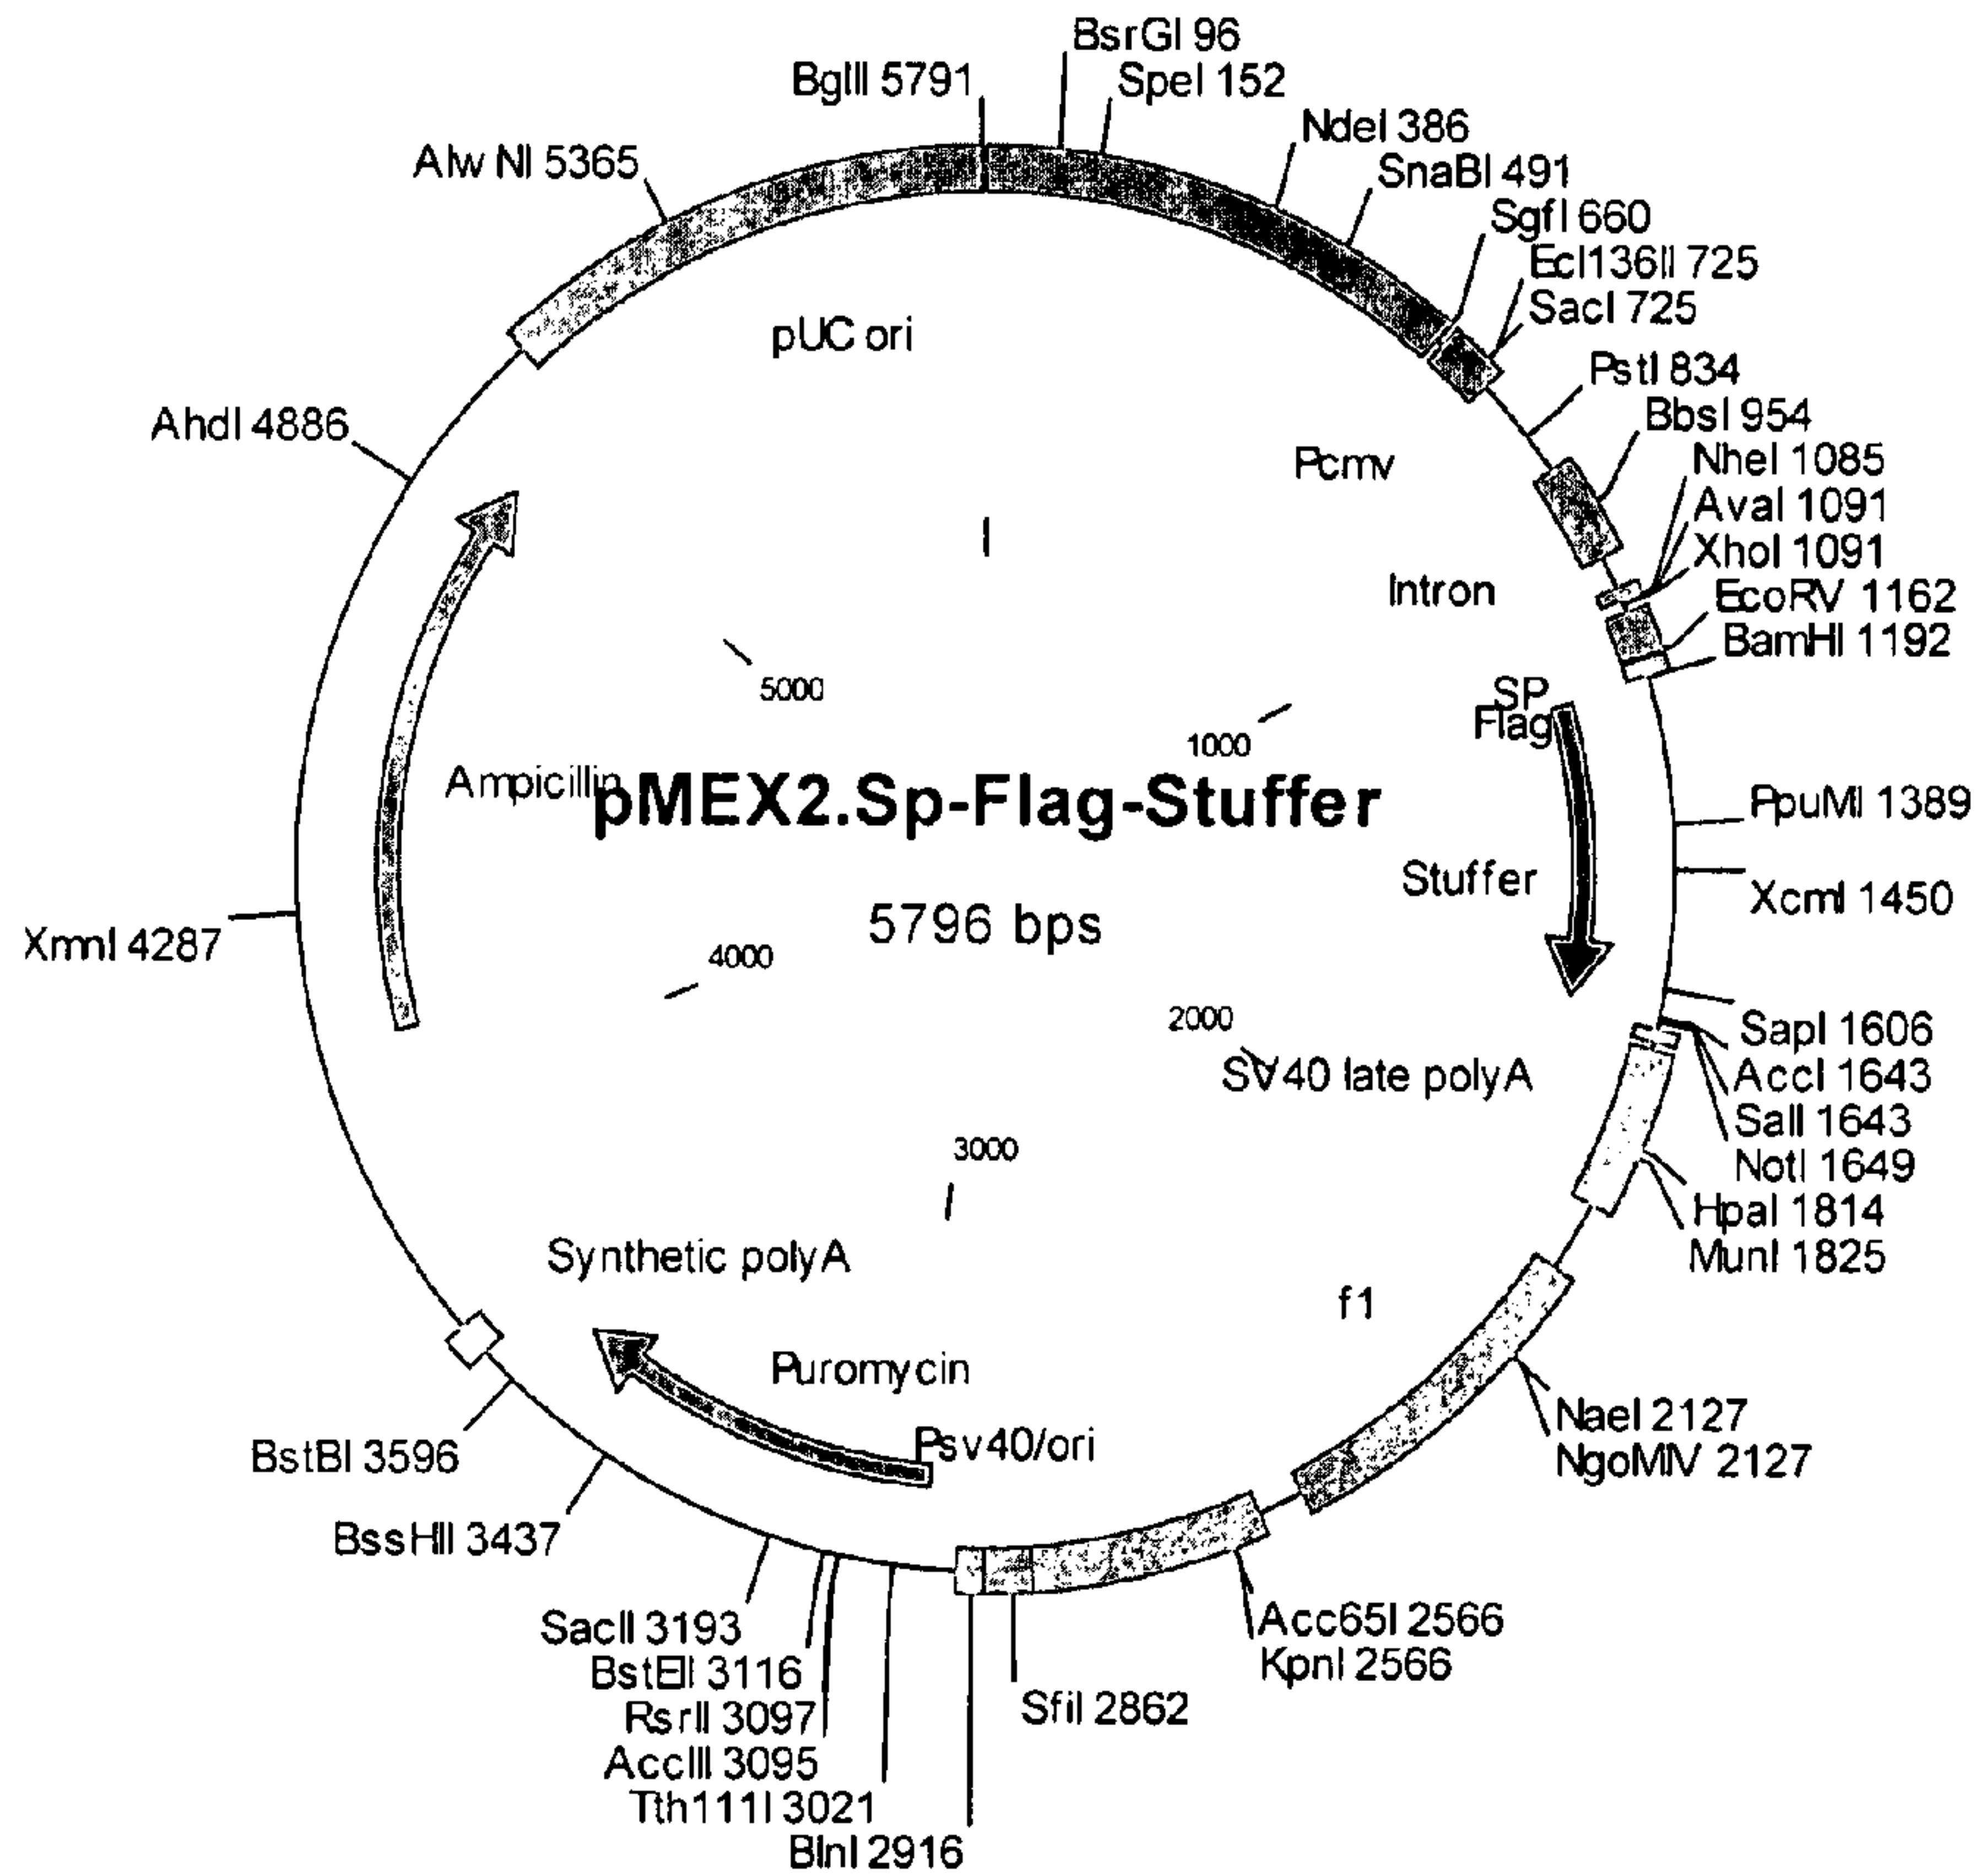 BsrGI 96
BglII 5791
SpeI 152
NdeI 386
AlwNI 5365
SnaBI 491
SgfI 660
Ecl136II 725
SacI 725
pUC ori
PstI 834
BbsI 954
AhdI 4886
Pcmv
NheI 1085
AvaI 1091
XhoI 1091
Intron
EcoRV 1162
BamHI 1192
5000
SP
Flag
1000
Ampicillin
pMEX2.Sp-Flag-Stuffer
PpuMI 1389
Stuffer
XcmI 1450
5796 bps
XmnI 4287
4000
2000
SapI 1606
SV40 late polyA
AccI 1643
SalI 1643
3000
NotI 1649
HpaI 1814
MunI 1825
Synthetic polyA
f1
Puromycin
NaeI 2127
Psv40/ori
NgoMIV 2127
BstBI 3596
BssHII 3437
Acc65I 2566
SacII 3193
KpnI 2566
BstEII 3116
SfiI 2862
RsrII 3097
AccIII 3095
Tth111I 3021
BlnI 2916